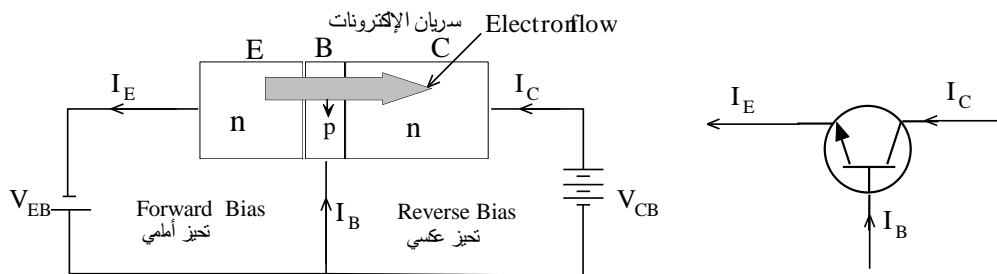 سريان الإلكترونات
Electronflow
E B C
I_E
n p n
I_C
V_EB
Forward Bias
تحيز أمامي
I_B
Reverse Bias
تحيز عكسي
V_CB
I_E
I_C
I_B